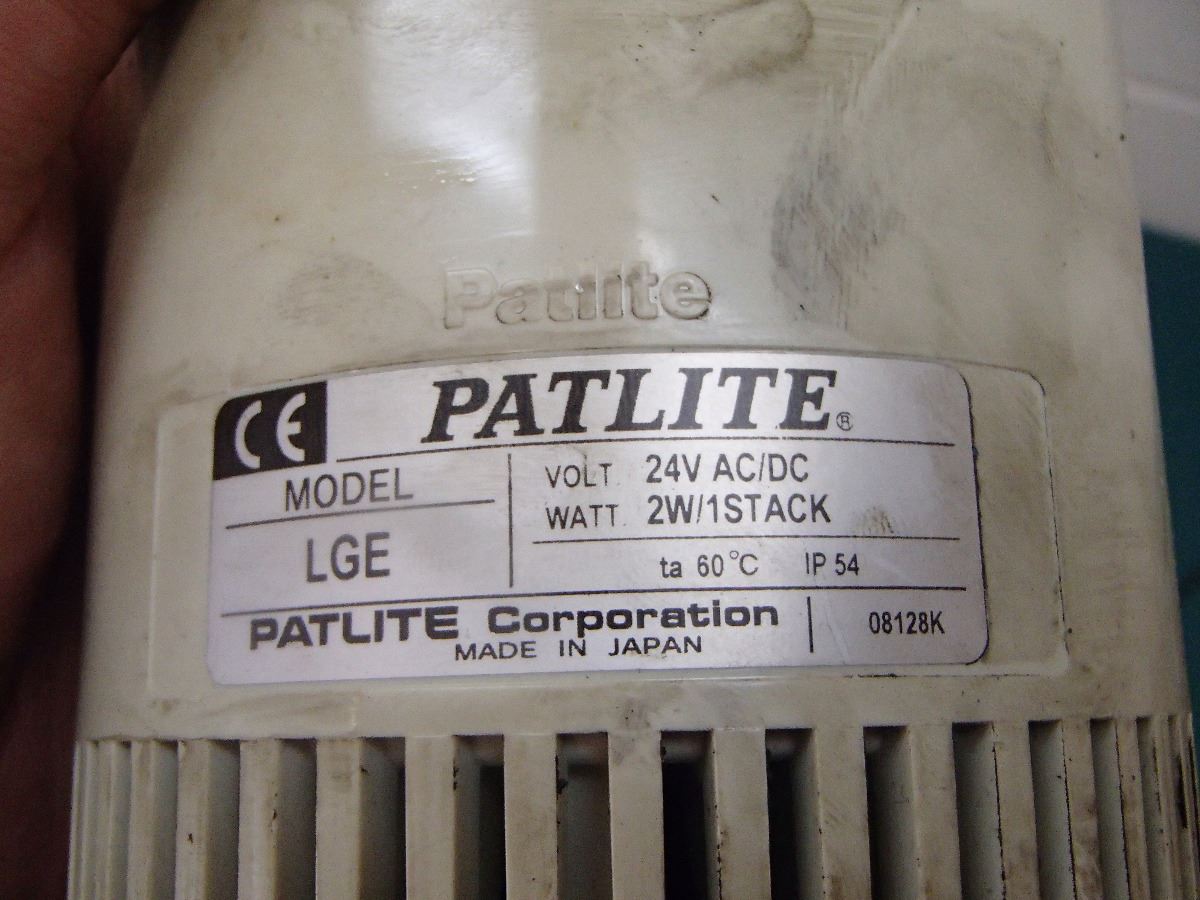 Patlite
CE PATLITE®
MODEL
LGE
VOLT. 24V AC/DC
WATT. 2W/1STACK
ta 60°C IP 54
PATLITE Corporation
MADE IN JAPAN
08128K